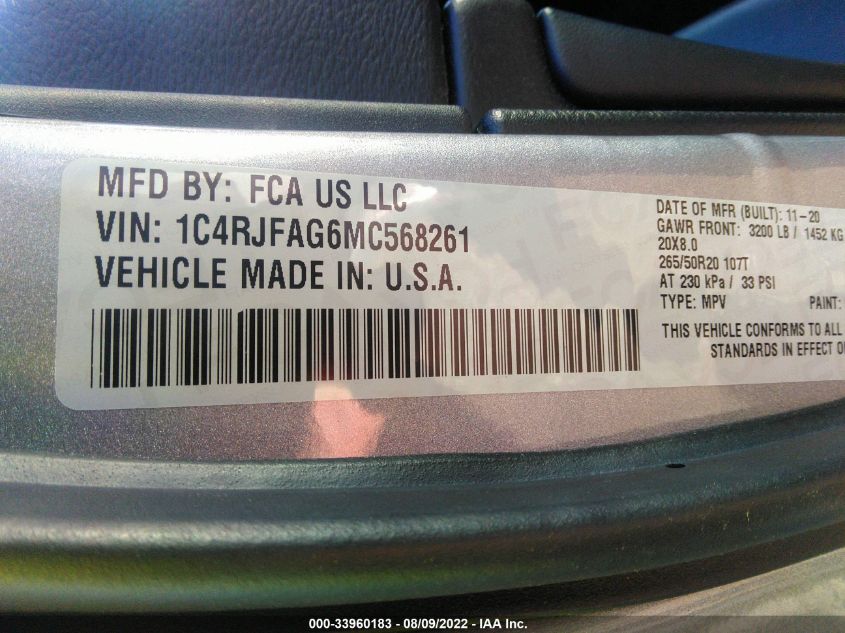 MFD BY: FCA US LLC
VIN: 1C4RJFAG6MC568261
VEHICLE MADE IN: U.S.A.
DATE OF MFR (BUILT): 11-20
GAWR FRONT: 3200 LB / 1452 KG
20X8.0
265/50R20 107T
AT 230 kPa / 33 PSI
TYPE: MPV PAINT:
THIS VEHICLE CONFORMS TO ALL
STANDARDS IN EFFECT
000-33960183 - 08/09/2022 - IAA Inc.